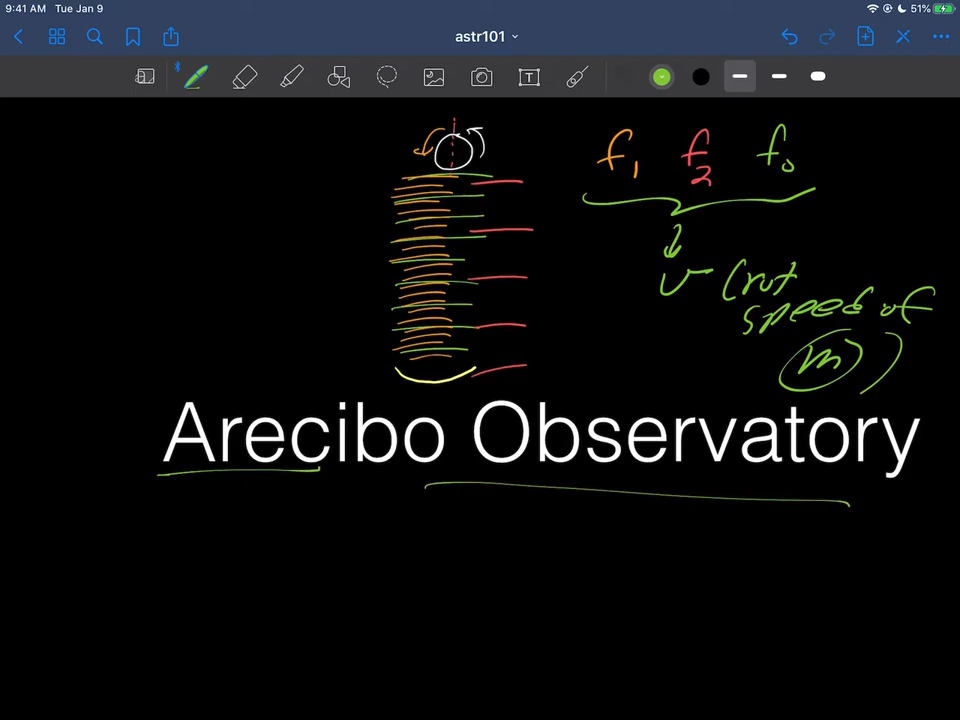 9:41 AM Tue Jan 9
51%
astr101
T
f1 f2 f0
v (rot
speed of
m))
Arecibo Observatory